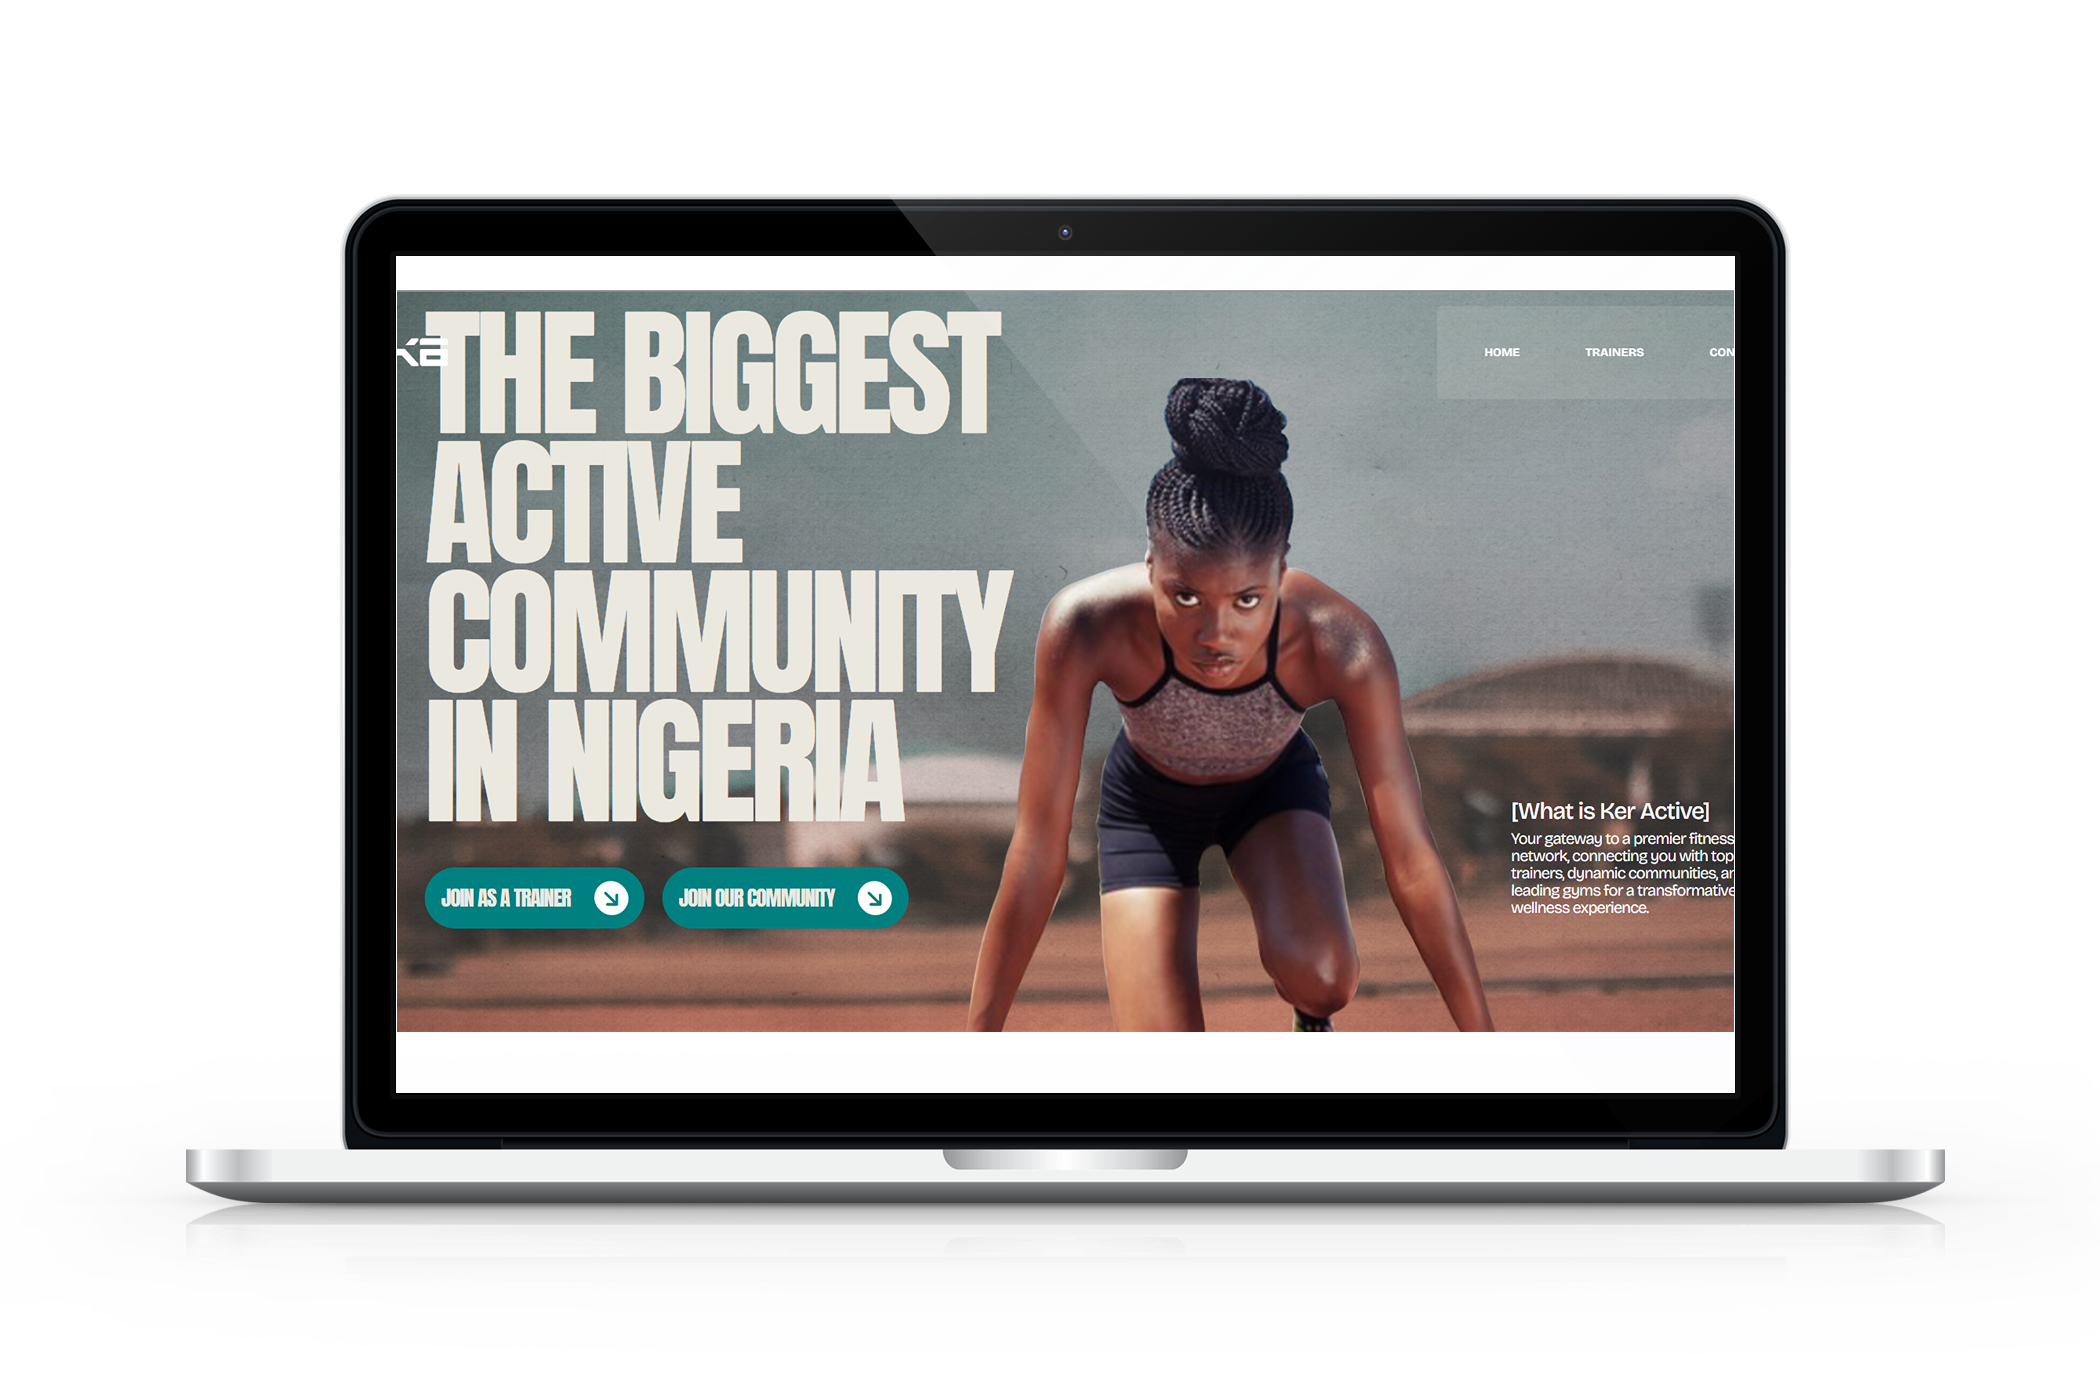 THE BIGGEST
ACTIVE
COMMUNITY
IN NIGERIA
HOME
TRAINERS
CON
JOIN AS A TRAINER
JOIN OUR COMMUNITY
[What is Ker Active]
Your gateway to a premier fitness
network, connecting you with top
trainers, dynamic communities,
leading gyms for a transformative
wellness experience.